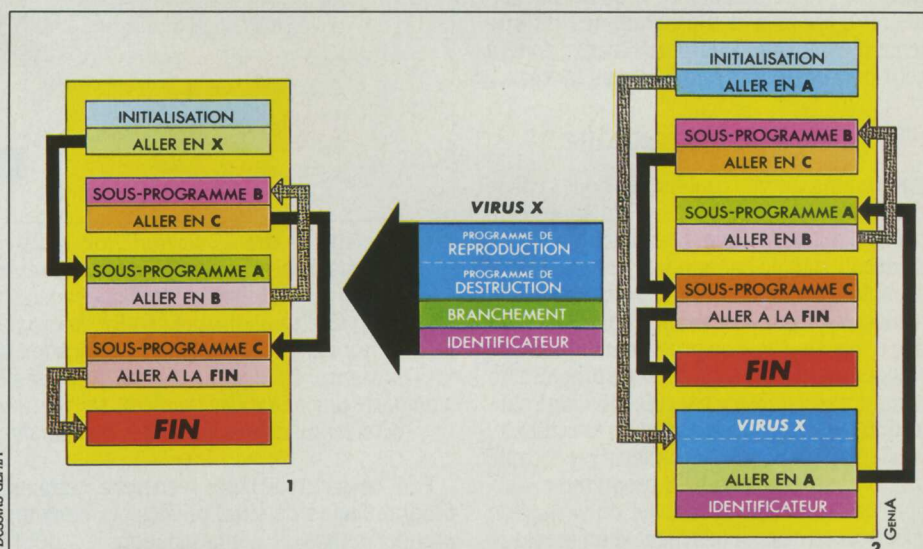 INITIALISATION
ALLER EN X
SOUS-PROGRAMME B
ALLER EN C
SOUS-PROGRAMME A
ALLER EN B
SOUS-PROGRAMME C
ALLER A LA FIN
FIN
1
VIRUS X
PROGRAMME DE
REPRODUCTION
PROGRAMME DE
DESTRUCTION
BRANCHEMENT
IDENTIFICATEUR
INITIALISATION
ALLER EN A
SOUS-PROGRAMME B
ALLER EN C
SOUS-PROGRAMME A
ALLER EN B
SOUS-PROGRAMME C
ALLER A LA FIN
FIN
VIRUS X
ALLER EN A
IDENTIFICATEUR
2
GENIA